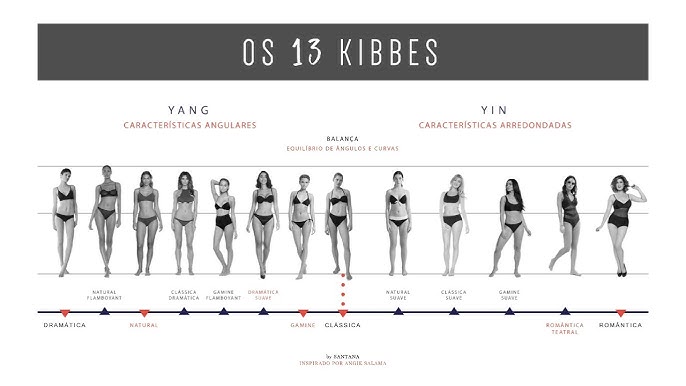 OS 13 KIBBES
YANG
CARACTERÍSTICAS ANGULARES
YIN
CARACTERÍSTICAS ARREDONDADAS
BALANÇA
EQUILÍBRIO DE ÂNGULOS E CURVAS
NATURAL
FLAMBOYANT
CLÁSSICA
DRAMÁTICA
GAMINE
FLAMBOYANT
DRAMÁTICA
SUAVE
NATURAL
SUAVE
CLÁSSICA
SUAVE
GAMINE
SUAVE
DRAMÁTICA
NATURAL
GAMINE
CLÁSSICA
ROMÂNTICA
TEATRAL
ROMÂNTICA
by SANTANA
INSPIRADO POR ANGIE SALAMA